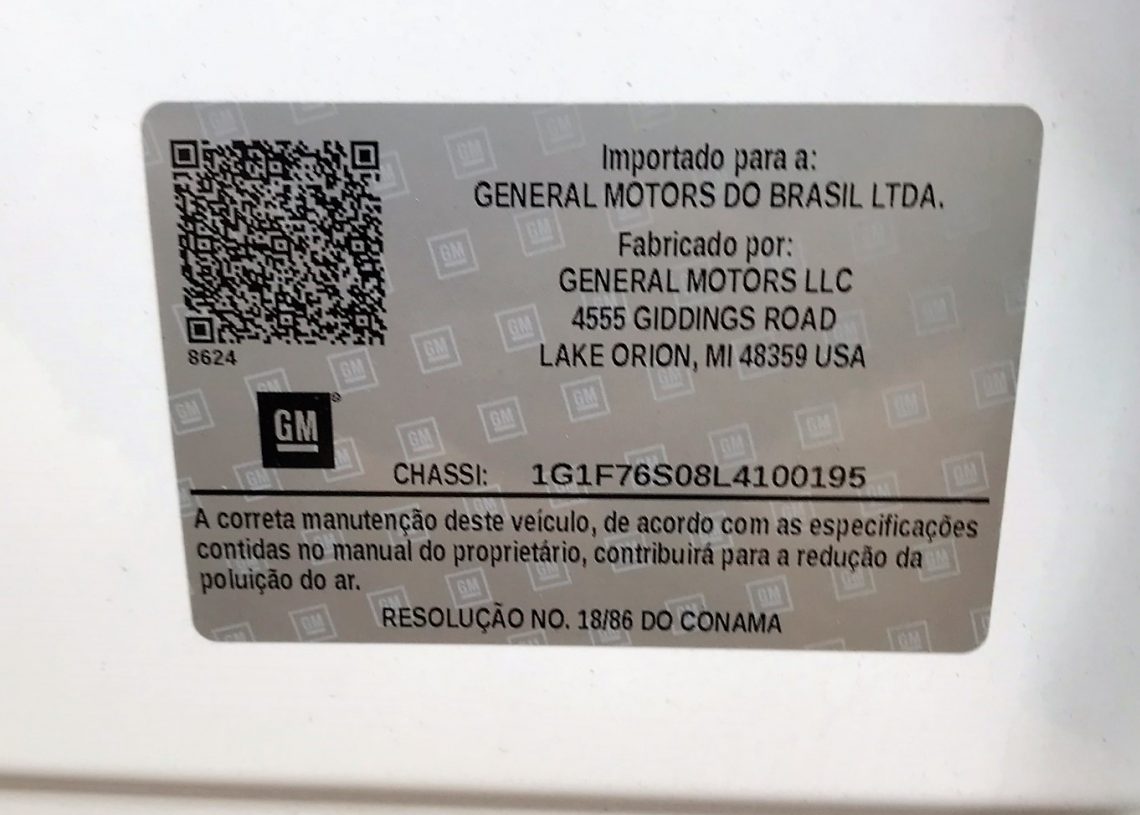 Importado para a:
GENERAL MOTORS DO BRASIL LTDA.
Fabricado por:
GENERAL MOTORS LLC
4555 GIDDINGS ROAD
LAKE ORION, MI 48359 USA
8624
GM
CHASSI: 1G1F76S08L4100195
A correta manutenção deste veículo, de acordo com as especificações
contidas no manual do proprietário, contribuirá para a redução da
poluição do ar.
RESOLUÇÃO NO. 18/86 DO CONAMA